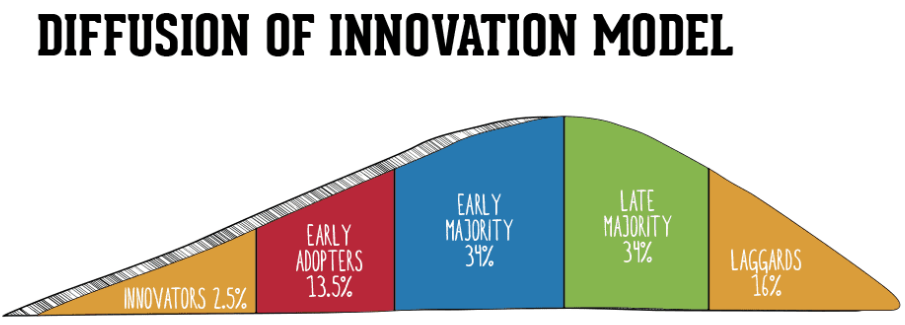 DIFFUSION OF INNOVATION MODEL
INNOVATORS 2.5%
EARLY
ADOPTERS
13.5%
EARLY
MAJORITY
34%
LATE
MAJORITY
34%
LAGGARDS
16%